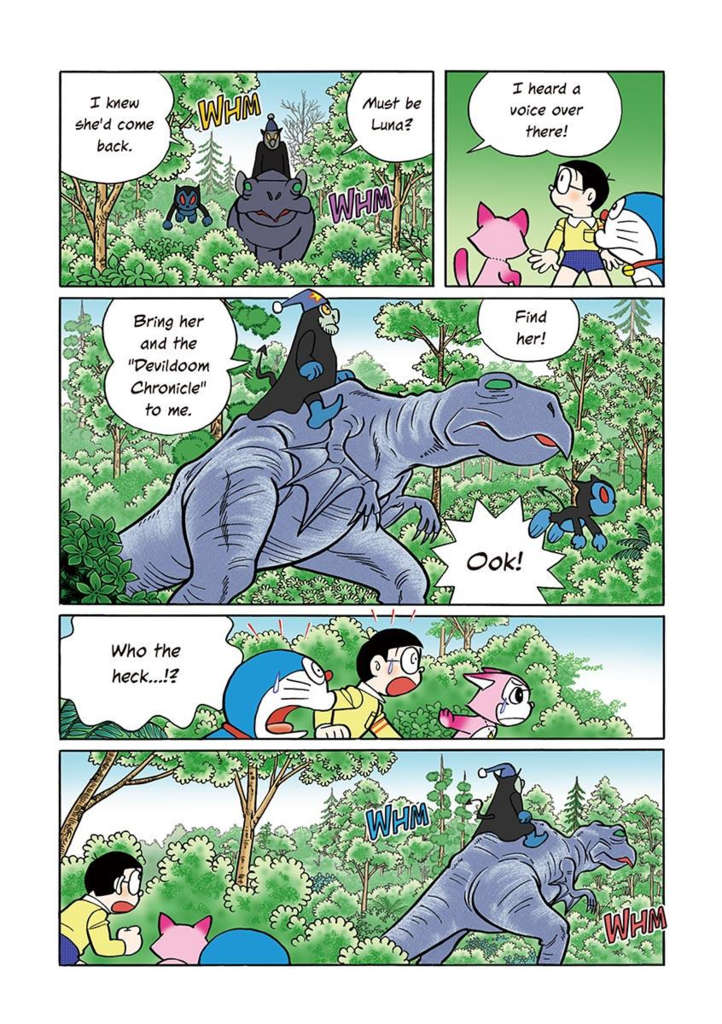 I knew
she'd come
back.
WHM
Must be
Luna?
WHM
I heard a
voice over
there!
Bring her
and the
"Devildoom
Chronicle"
to me.
Find
her!
Ook!
Who the
heck...!?
WHM
WHM